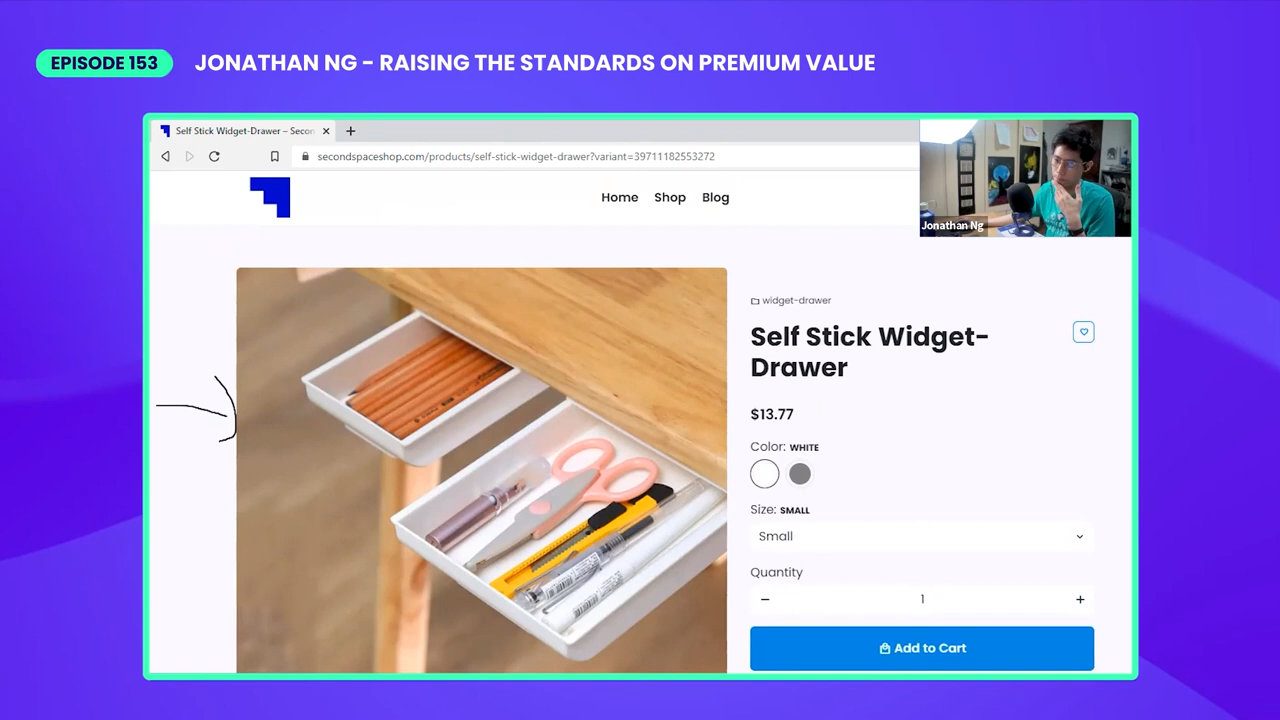 EPISODE 153
JONATHAN NG - RAISING THE STANDARDS ON PREMIUM VALUE
Self Stick Widget-Drawer – Secon
secondspaceshop.com/products/self-stick-widget-drawer?variant=39711182553272
Home Shop Blog
Jonathan Ng
widget-drawer
Self Stick Widget-
Drawer
$13.77
Color: WHITE
Size: SMALL
Small
Quantity
1
Add to Cart